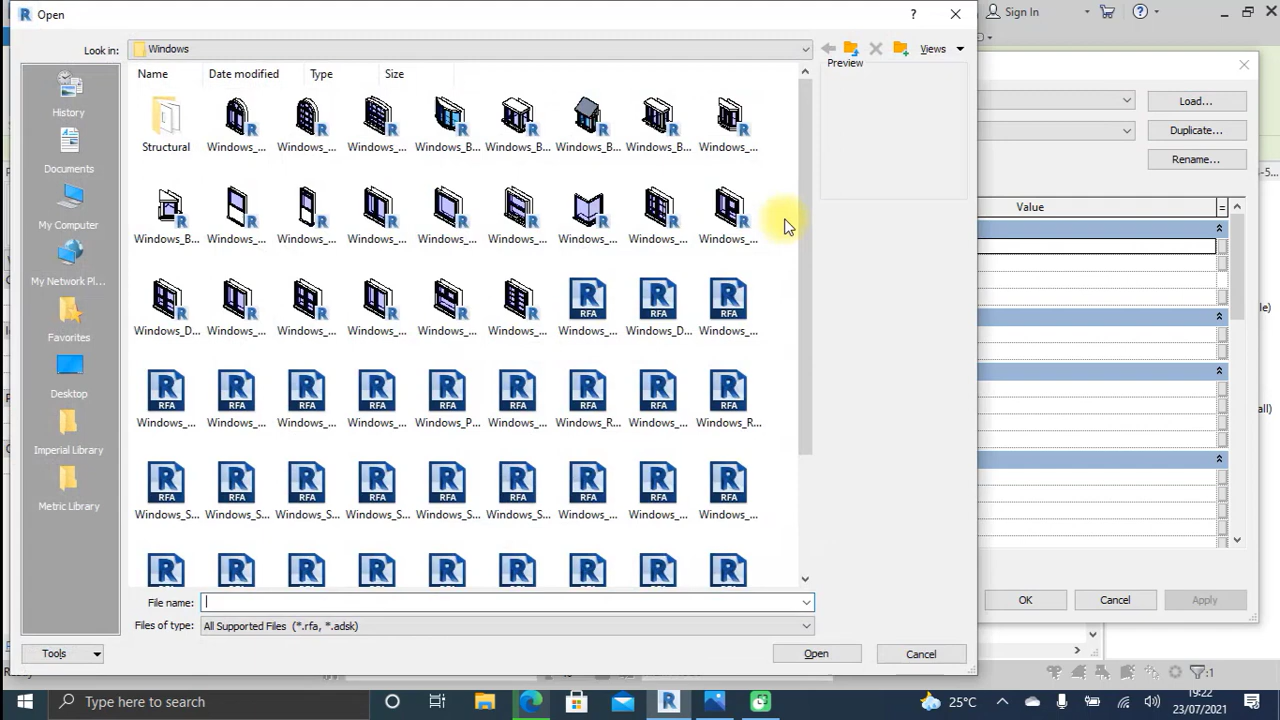 Open
Sign In
Look in:
Windows
Views
Name
Date modified
Type
Size
Preview
Load...
Duplicate...
Rename...
Value
History
Documents
My Computer
My Network Pl...
Favorites
Desktop
Imperial Library
Metric Library
Structural
Windows_...
Windows_...
Windows_...
Windows_B...
Windows_B...
Windows_B...
Windows_B...
Windows_...
Windows_B...
Windows_...
Windows_...
Windows_...
Windows_...
Windows_...
Windows_...
Windows_...
Windows_...
Windows_D...
Windows_...
Windows_...
Windows_...
Windows_...
Windows_...
Windows_...
Windows_D...
Windows_...
Windows_...
Windows_...
Windows_...
Windows_...
Windows_P...
Windows_...
Windows_R...
Windows_...
Windows_R...
Windows_S...
Windows_S...
Windows_S...
Windows_S...
Windows_S...
Windows_S...
Windows_...
Windows_...
Windows_...
File name:
Files of type:
All Supported Files (*.rfa, *.adsk)
Tools
Open
Cancel
OK
Cancel
Apply
:1
Type here to search
25°C
19:22
23/07/2021